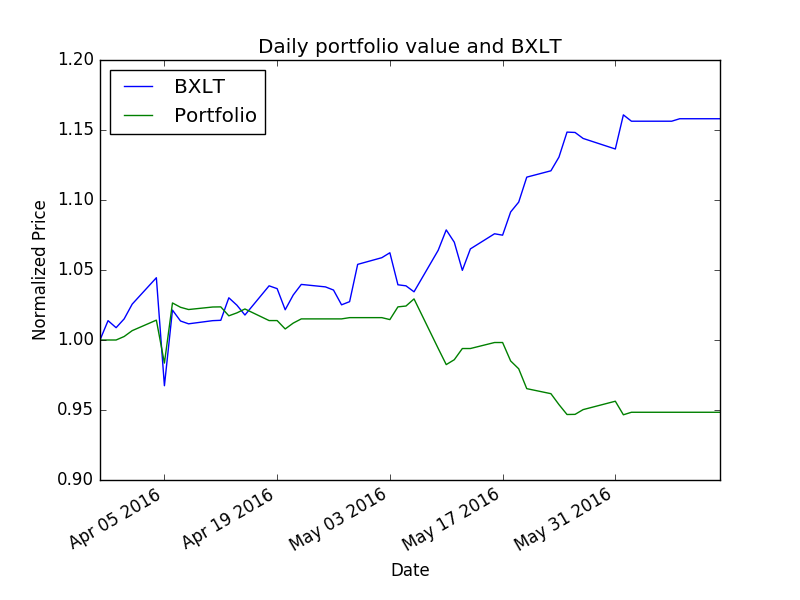 Daily portfolio value and BXLT
1.20
1.15
1.10
1.05
1.00
0.95
0.90
Normalized Price
BXLT
Portfolio
Apr 05 2016
Apr 19 2016
May 03 2016
May 17 2016
May 31 2016
Date